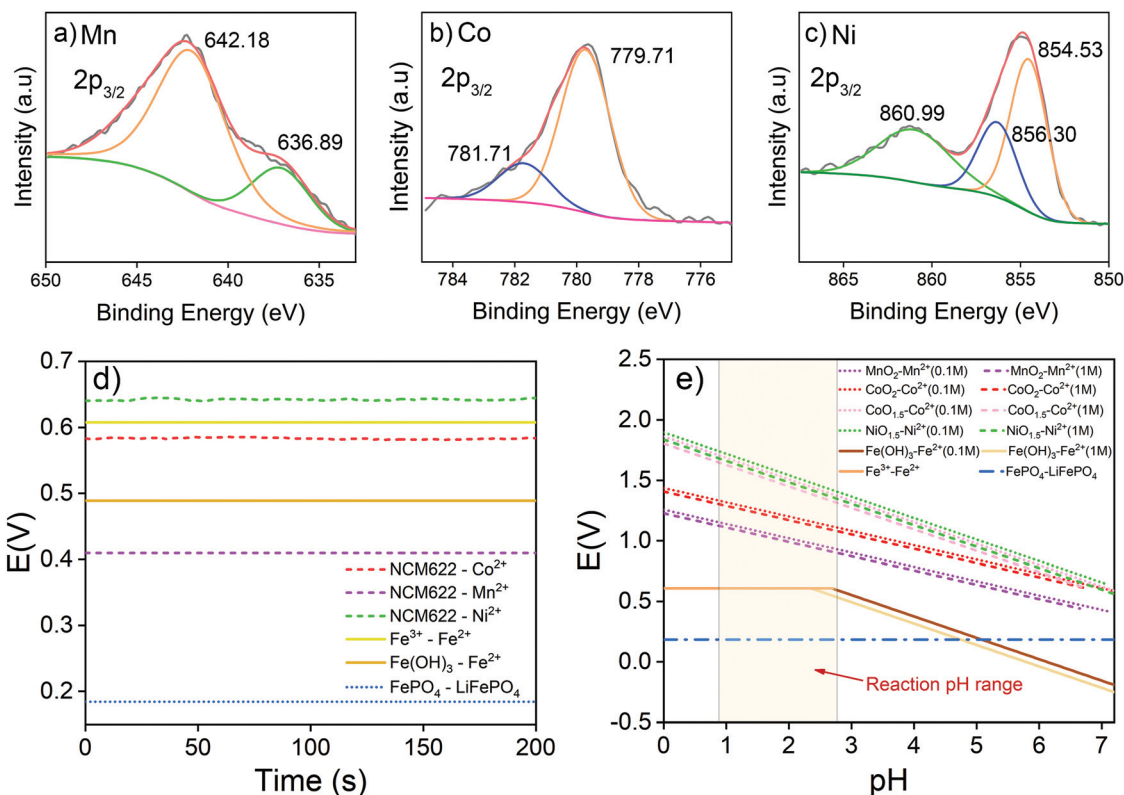 a) Mn
2p3/2
642.18
636.89
Intensity (a.u)
650 645 640 635
Binding Energy (eV)
b) Co
2p3/2
779.71
781.71
Intensity (a.u)
784 782 780 778 776
Binding Energy (eV)
c) Ni
2p3/2
854.53
860.99
856.30
Intensity (a.u)
865 860 855 850
Binding Energy (eV)
d)
E(V)
0.7
0.6
0.5
0.4
0.3
0.2
NCM622 - Co2+
NCM622 - Mn2+
NCM622 - Ni2+
Fe3+ - Fe2+
Fe(OH)3 - Fe2+
FePO4 - LiFePO4
0 50 100 150 200
Time (s)
e)
E(V)
2.5
2.0
1.5
1.0
0.5
0.0
-0.5
MnO2-Mn2+(0.1M) MnO2-Mn2+(1M)
CoO2-Co2+(0.1M) CoO2-Co2+(1M)
CoO1.5-Co2+(0.1M) CoO1.5-Co2+(1M)
NiO1.5-Ni2+(0.1M) NiO1.5-Ni2+(1M)
Fe(OH)3-Fe2+(0.1M) Fe(OH)3-Fe2+(1M)
Fe3+-Fe2+ FePO4-LiFePO4
Reaction pH range
0 1 2 3 4 5 6 7
pH